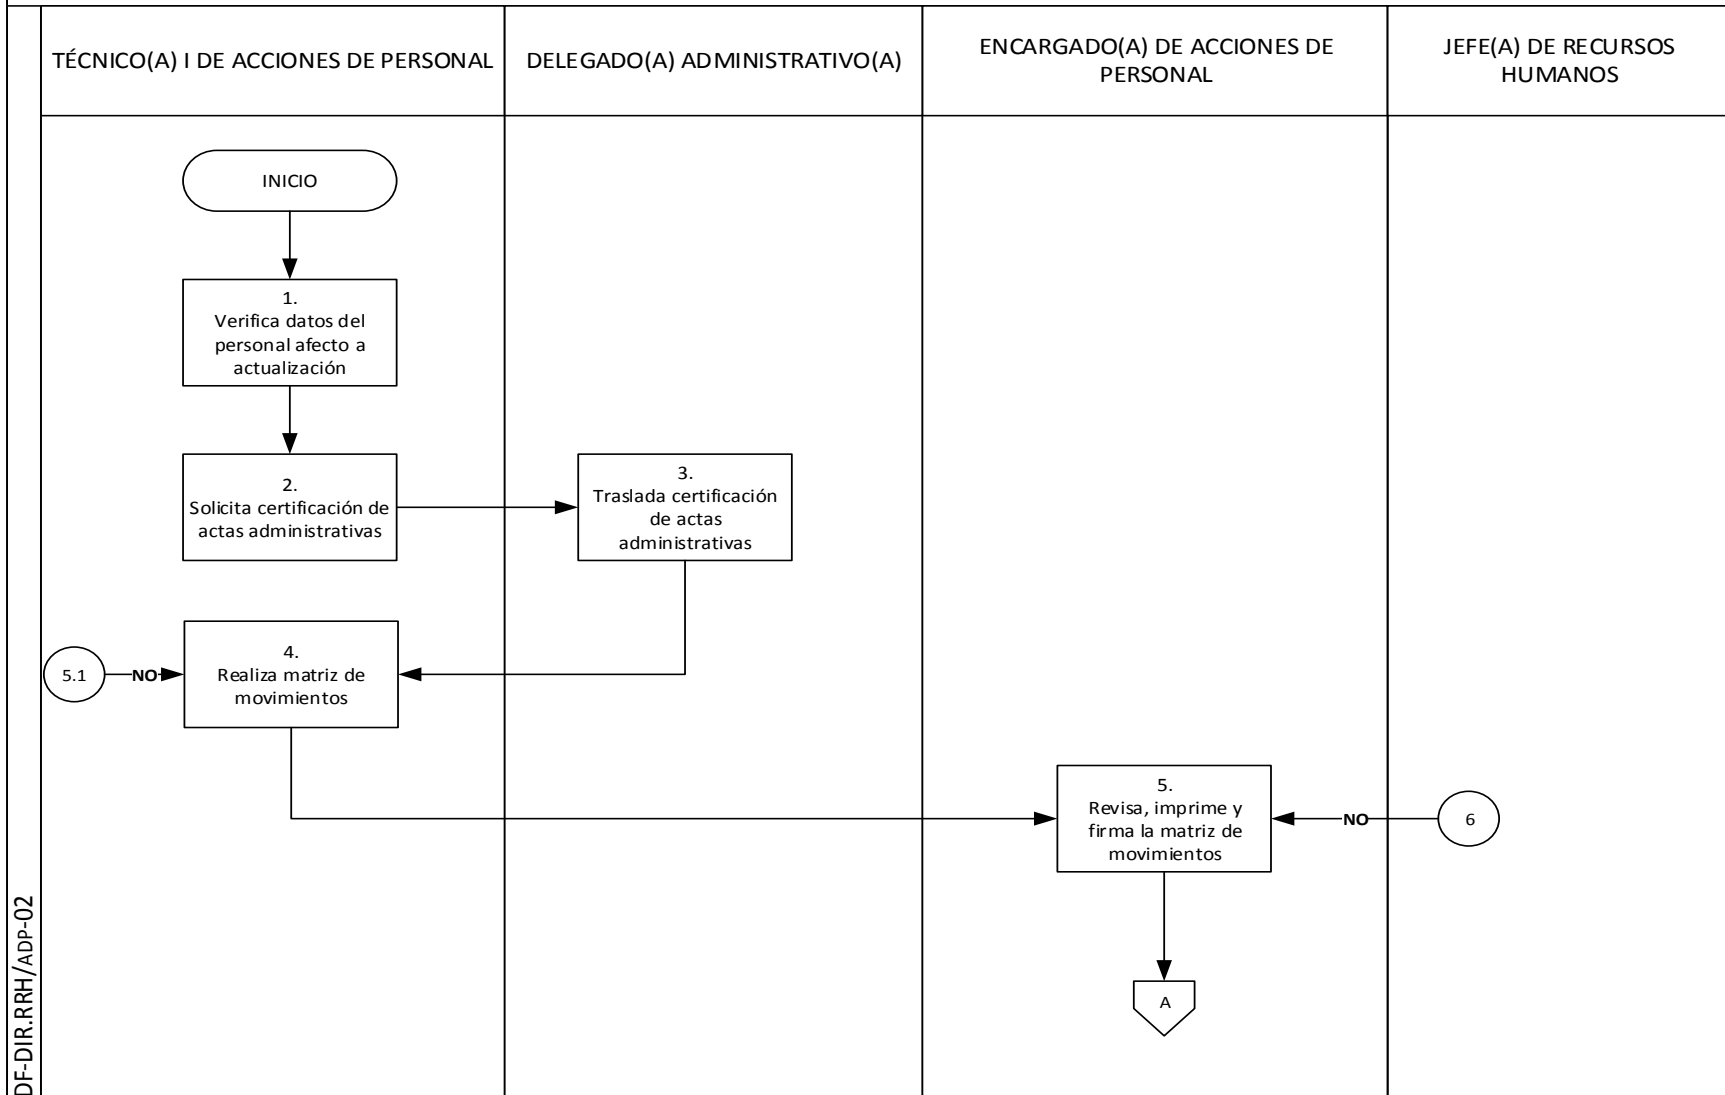 TÉCNICO(A) I DE ACCIONES DE PERSONAL
DELEGADO(A) ADMINISTRATIVO(A)
ENCARGADO(A) DE ACCIONES DE
PERSONAL
JEFE(A) DE RECURSOS
HUMANOS
INICIO
1.
Verifica datos del
personal afecto a
actualización
2.
Solicita certificación de
actas administrativas
3.
Traslada certificación
de actas
administrativas
5.1
NO
4.
Realiza matriz de
movimientos
5.
Revisa, imprime y
firma la matriz de
movimientos
NO
6
A
DF-DIR.RRH/ADP-02